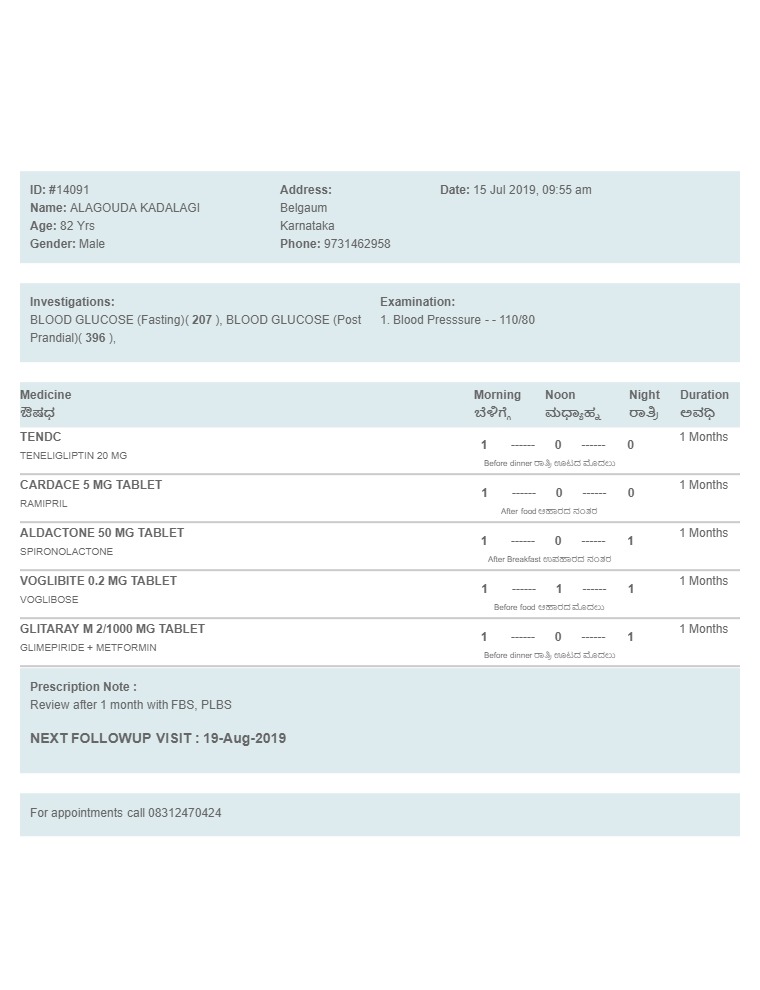 ID: #14091
Name: ALAGOUDA KADALAGI
Age: 82 Yrs
Gender: Male
Address:
Belgaum
Karnataka
Phone: 9731462958
Date: 15 Jul 2019, 09:55 am
Investigations:
BLOOD GLUCOSE (Fasting)( 207 ), BLOOD GLUCOSE (Post
Prandial)( 396 ),
Examination:
1. Blood Presssure - - 110/80
Medicine Morning Noon Night Duration
ಔಷಧ ಬೆಳಿಗ್ಗೆ ಮಧ್ಯಾಹ್ನ ರಾತ್ರಿ ಅವಧಿ
TENDC 1 ------ 0 ------ 0 1 Months
TENELIGLIPTIN 20 MG Before dinner ರಾತ್ರಿ ಊಟದ ಮೊದಲು
CARDACE 5 MG TABLET 1 ------ 0 ------ 0 1 Months
RAMIPRIL After food ಆಹಾರದ ನಂತರ
ALDACTONE 50 MG TABLET 1 ------ 0 ------ 1 1 Months
SPIRONOLACTONE After Breakfast ಉಪಹಾರದ ನಂತರ
VOGLIBITE 0.2 MG TABLET 1 ------ 1 ------ 1 1 Months
VOGLIBOSE Before food ಆಹಾರದ ಮೊದಲು
GLITARAY M 2/1000 MG TABLET 1 ------ 0 ------ 1 1 Months
GLIMEPIRIDE + METFORMIN Before dinner ರಾತ್ರಿ ಊಟದ ಮೊದಲು
Prescription Note :
Review after 1 month with FBS, PLBS
NEXT FOLLOWUP VISIT : 19-Aug-2019
For appointments call 08312470424